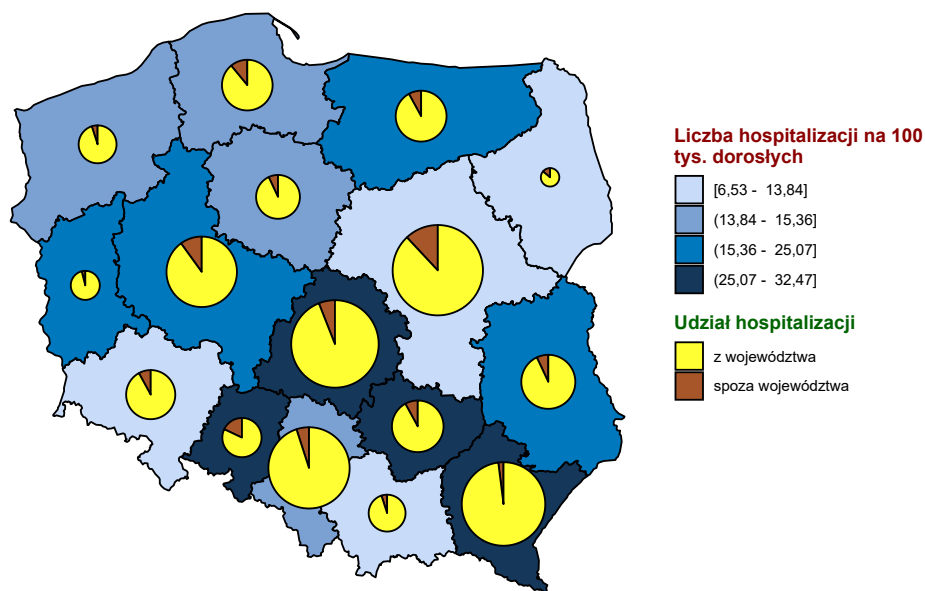 Liczba hospitalizacji na 100
tys. dorosłych
[6,53 - 13,84]
(13,84 - 15,36]
(15,36 - 25,07]
(25,07 - 32,47]
Udział hospitalizacji
z województwa
spoza województwa